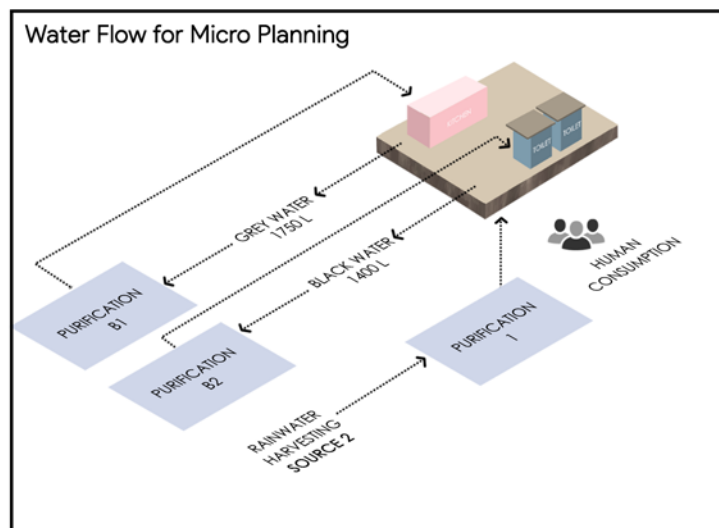 Water Flow for Micro Planning
KITCHEN
TOILET
TOILET
GREY WATER
1750 L
BLACK WATER
1400 L
HUMAN
CONSUMPTION
PURIFICATION
B1
PURIFICATION
B2
PURIFICATION
1
RAINWATER
HARVESTING
SOURCE 2